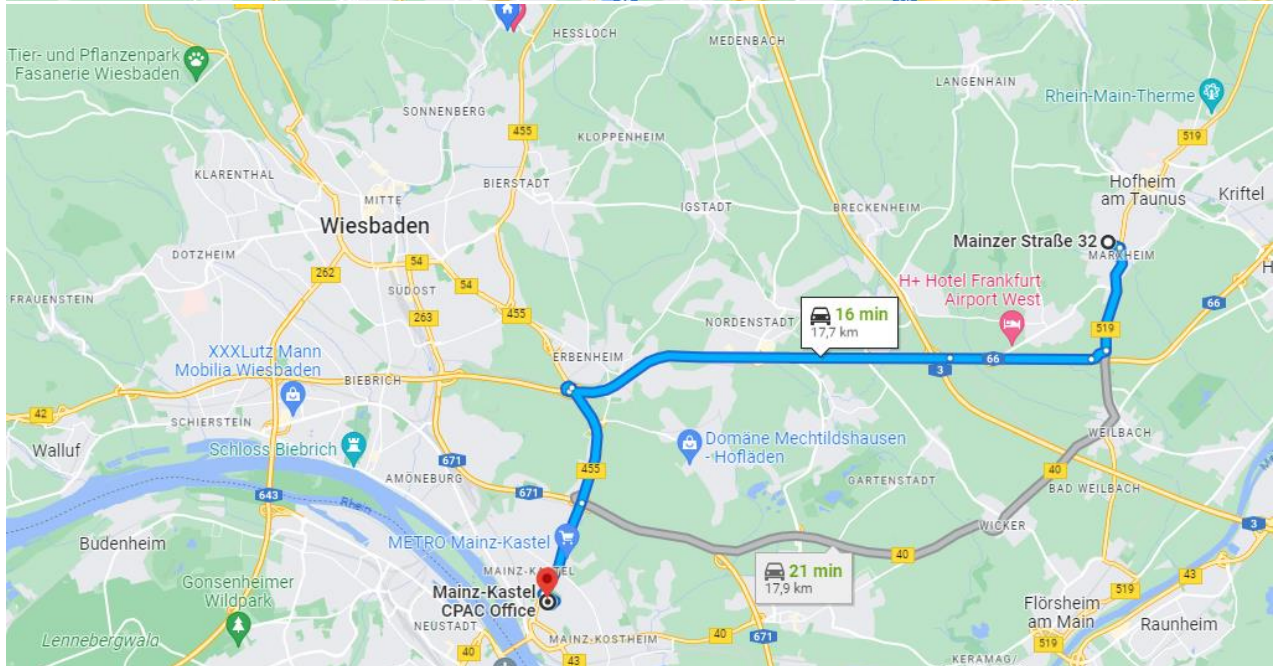 HESSLOCH
MEDENBACH
Tier- und Pflanzenpark
Fasanerie Wiesbaden
LANGENHAIN
Rhein-Main-Therme
SONNENBERG
455
KLOPPENHEIM
519
KLARENTHAL
BIERSTADT
Hofheim
am Taunus
Kriftel
MITTE
IGSTADT
BRECKENHEIM
Wiesbaden
Mainzer Straße 32
MARXHEIM
DOTZHEIM
54
262
SÜDOST
54
H+ Hotel Frankfurt
Airport West
H
FRAUENSTEIN
66
263
455
16 min
17,7 km
NORDENSTADT
519
XXXLutz Mann
Mobilia Wiesbaden
ERBENHEIM
66
3
BIEBRICH
42
SCHIERSTEIN
Walluf
Schloss Biebrich
Domäne Mechtildshausen
- Hofläden
WEILBACH
671
455
40
AMÖNEBURG
GARTENSTADT
BAD WEILBACH
643
Rhein
671
3
WICKER
Budenheim
METRO Mainz-Kastel
40
MAINZ-KASTEL
21 min
17,9 km
Gonsenheimer
Wildpark
Mainz-Kastel
CPAC Office
519
43
Flörsheim
am Main
Raunheim
NEUSTADT
Lennebergwald
40
MAINZ-KOSTHEIM
40
671
43
KERAMAG/